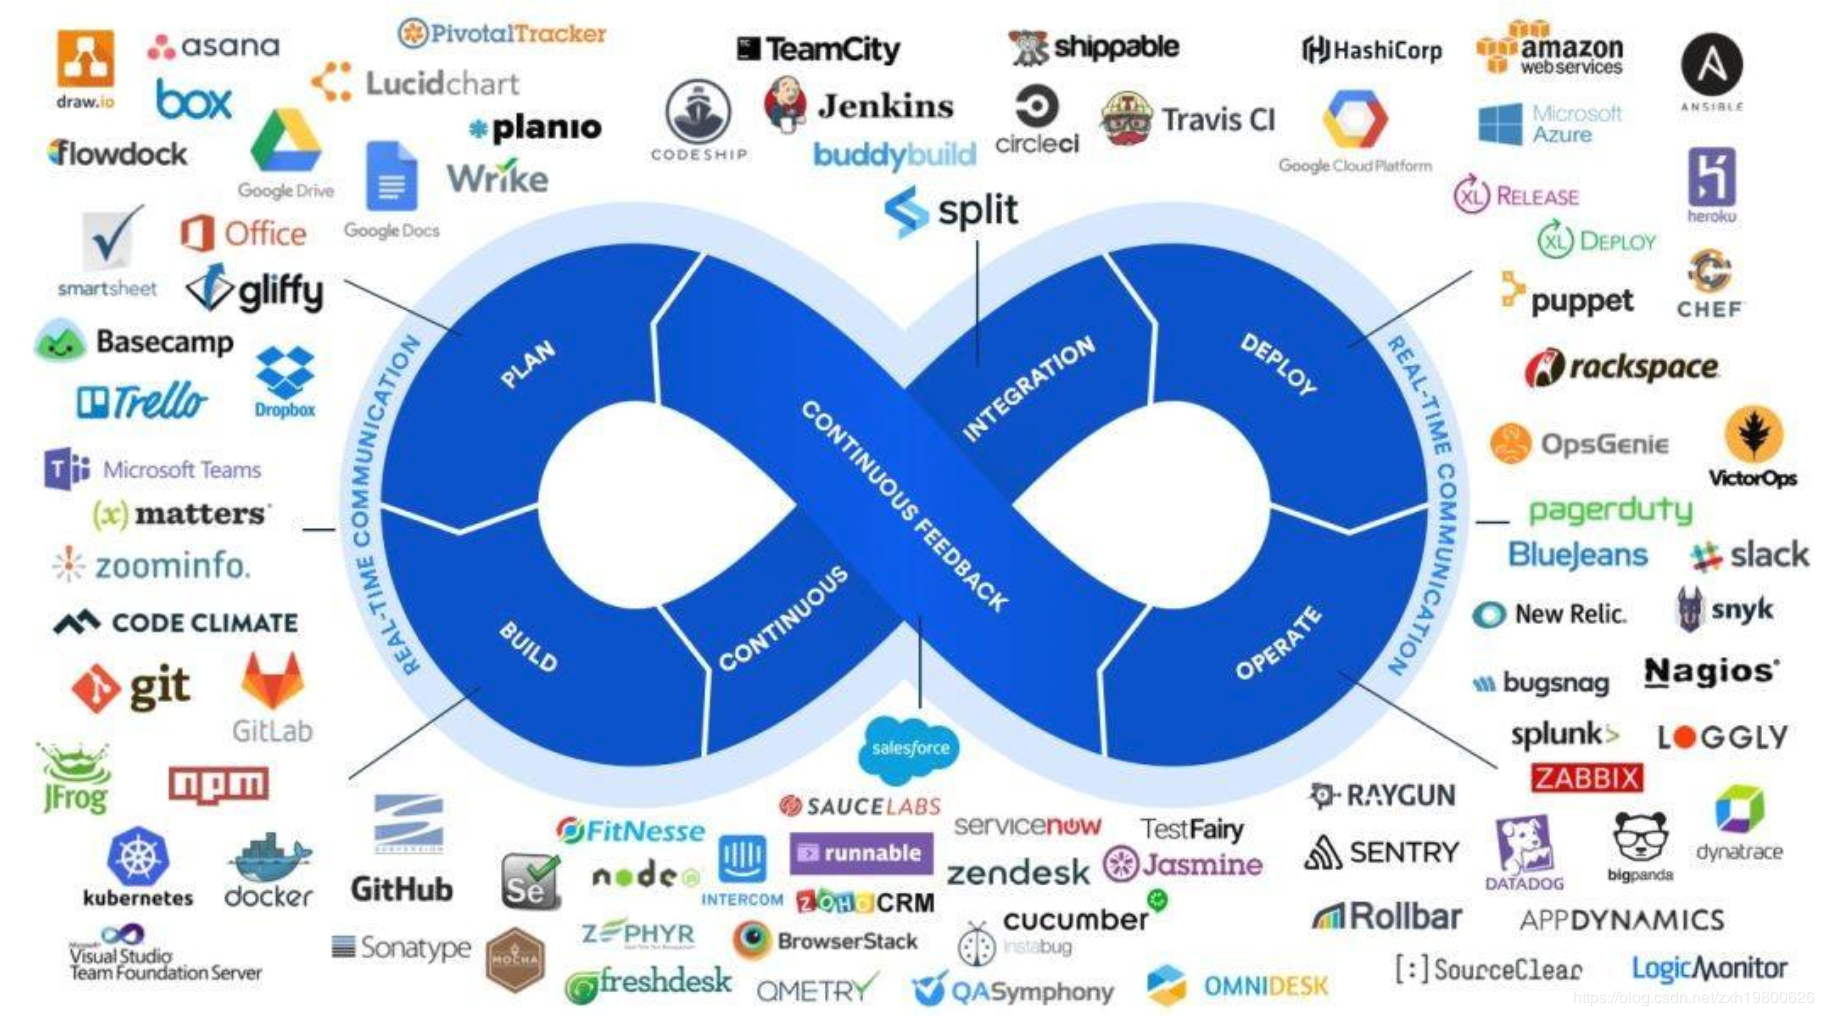 draw.io
asana
PivotalTracker
box
Lucidchart
flowdock
Google Drive
planio
Google Docs
Wrike
smartsheet
Office
gliffy
Basecamp
Trello
Dropbox
TeamCity
shippable
CODESHIP
Jenkins
circleci
Travis CI
buddybuild
split
HashiCorp
amazon
webservices
ANSIBLE
Google Cloud Platform
Microsoft
Azure
heroku
XL RELEASE
XL DEPLOY
puppet
CHEF
rackspace
REAL-TIME COMMUNICATION
PLAN
BUILD
CONTINUOUS
INTEGRATION
CONTINUOUS FEEDBACK
DEPLOY
OPERATE
REAL-TIME COMMUNICATION
Microsoft Teams
(x) matters
zoominfo.
OpsGenie
VictorOps
pagerduty
BlueJeans
slack
CODE CLIMATE
git
GitLab
JFrog
npm
kubernetes
docker
SUBVERSION
GitHub
Microsoft
Visual Studio
Team Foundation Server
Sonatype
salesforce
SAUCELABS
FitNesse
servicenow
TestFairy
Se
node
INTERCOM
runnable
zendesk
Jasmine
ZOHO CRM
cucumber
ZEPHYR
BrowserStack
instabug
MOCHA
freshdesk
QMETRY
QASymphony
OMNIDESK
New Relic.
snyk
bugsnag
Nagios
splunk>
LOGGLY
ZABBIX
RAYGUN
SENTRY
DATADOG
bigpanda
dynatrace
Rollbar
APPDYNAMICS
[:] SourceClear
LogicMonitor
https://blog.csdn.net/zxh19800626